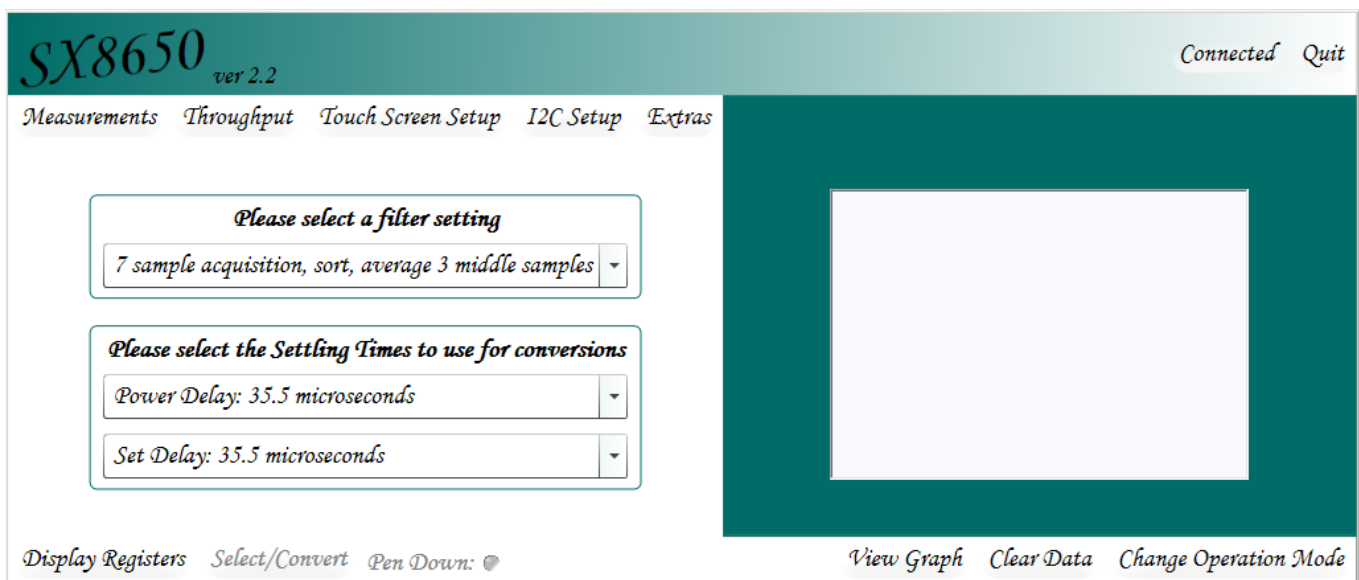 SX8650 ver 2.2
Connected Quit
Measurements Throughput Touch Screen Setup I2C Setup Extras
Please select a filter setting
7 sample acquisition, sort, average 3 middle samples
Please select the Settling Times to use for conversions
Power Delay: 35.5 microseconds
Set Delay: 35.5 microseconds
Display Registers Select/Convert Pen Down:
View Graph Clear Data Change Operation Mode